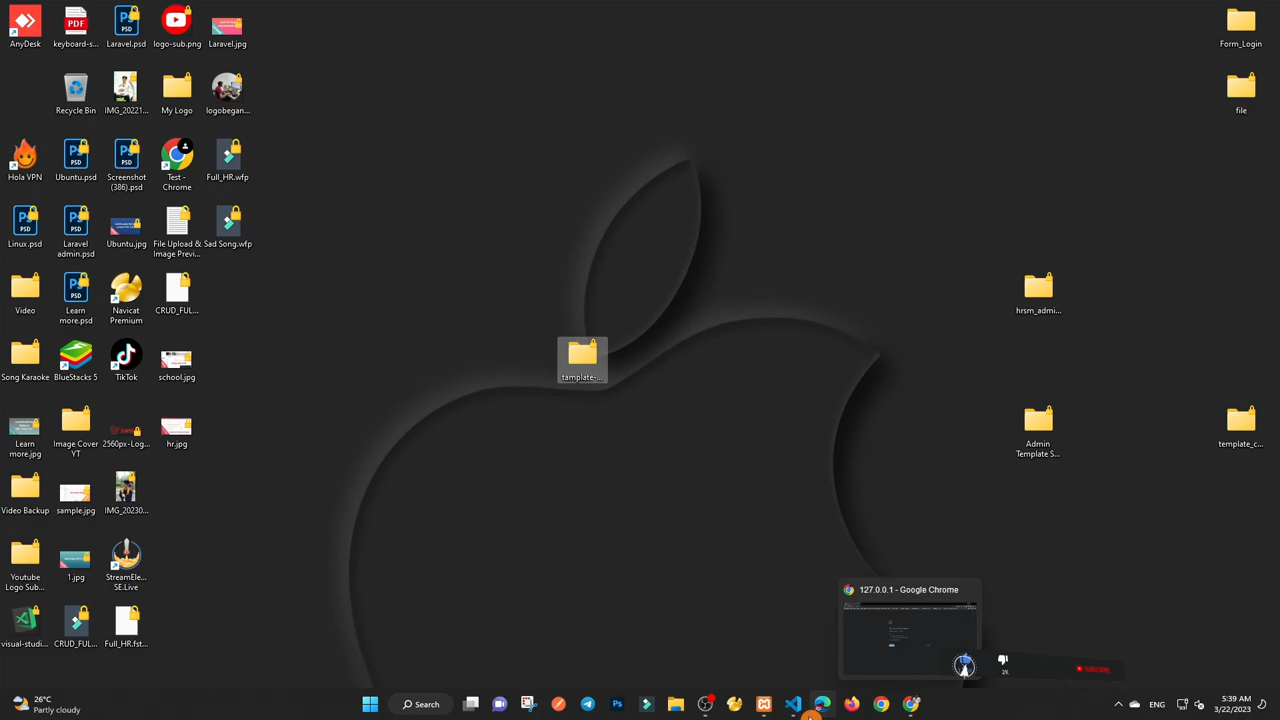 AnyDesk
keyboard-s...
Laravel.psd
logo-sub.png
Laravel.jpg
Form_Login
Recycle Bin
IMG_20221...
My Logo
logobegan...
file
Hola VPN
Ubuntu.psd
Screenshot
(386).psd
Test -
Chrome
Full_HR.wfp
Linux.psd
Laravel
admin.psd
Ubuntu.jpg
File Upload &
Image Previ...
Sad Song.wfp
Video
Learn
more.psd
Navicat
Premium
CRUD_FUL...
hrsm_admi...
Song Karaoke
BlueStacks 5
TikTok
school.jpg
tamplate-...
Learn
more.jpg
Image Cover
YT
2560px-Log...
hr.jpg
Admin
Template S...
template_c...
Video Backup
sample.jpg
IMG_20230...
Youtube
Logo Sub...
1.jpg
StreamEle...
SE.Live
visual-studi...
CRUD_FUL...
Full_HR.fst...
127.0.0.1 - Google Chrome
2K
SUBSCRIBE
26°C
Partly cloudy
Search
ENG
5:39 AM
3/22/2023